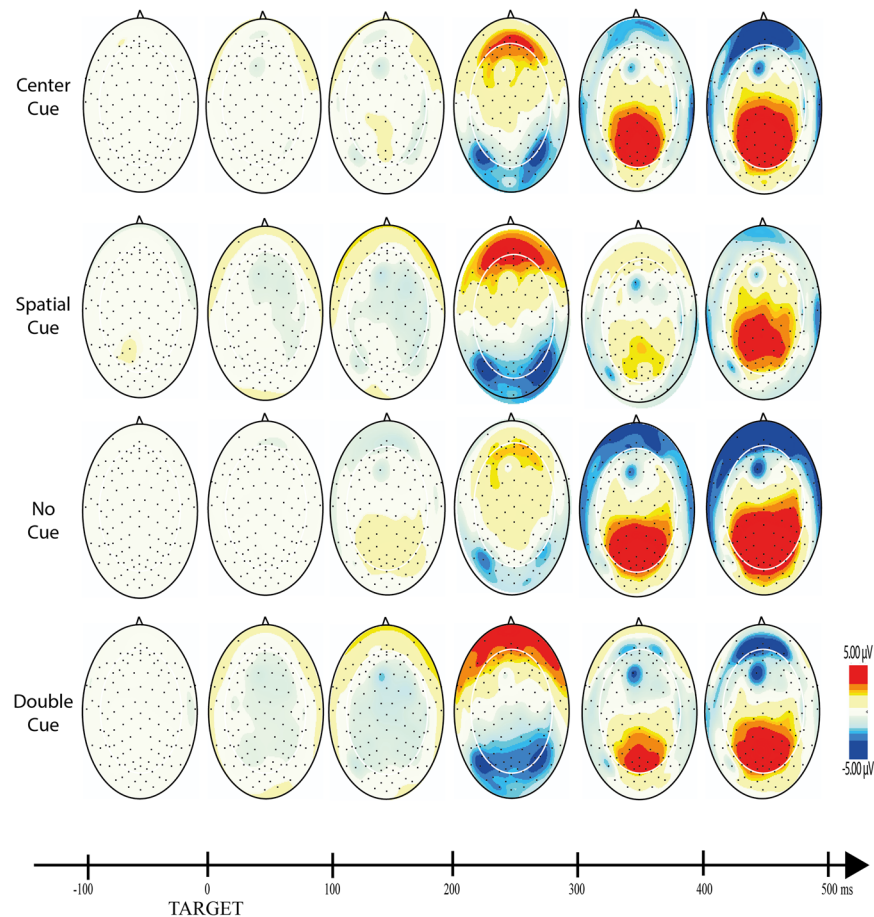 Center
Cue
Spatial
Cue
No
Cue
Double
Cue
5.00 µV
-5.00 µV
-100
0
100
200
300
400
500 ms
TARGET